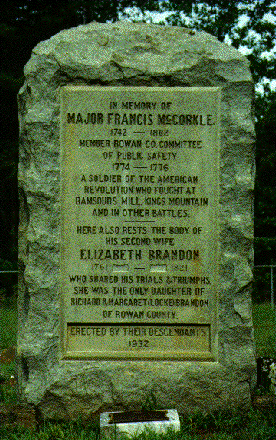 IN MEMORY OF
MAJOR FRANCIS McCORKLE
1742 — 1802
MEMBER ROWAN CO. COMMITTEE
OF PUBLIC SAFETY
1774 — 1776
A SOLDIER OF THE AMERICAN
REVOLUTION WHO FOUGHT AT
RAMSOURS MILL, KINGS MOUNTAIN
AND IN OTHER BATTLES.
HERE ALSO RESTS THE BODY OF
HIS SECOND WIFE
ELIZABETH BRANDON
WHO SHARED HIS TRIALS & TRIUMPHS.
SHE WAS THE ONLY DAUGHTER OF
RICHARD & MARGARET (LOCKE) BRANDON
OF ROWAN COUNTY.
ERECTED BY THEIR DESCENDANTS
1932